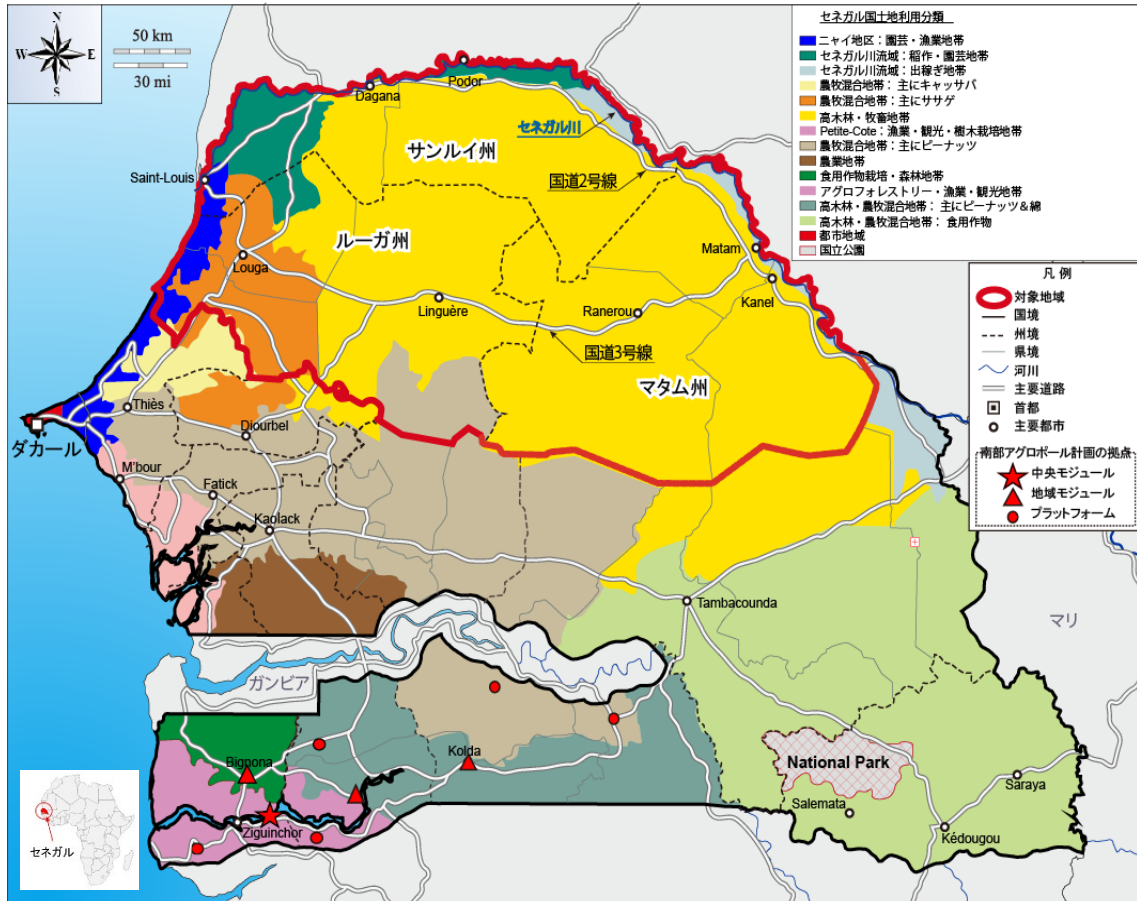 N
W
E
S
50 km
30 mi
セネガル国土地利用分類
ニャイ地区：園芸・漁業地帯
セネガル川流域：稲作・園芸地帯
セネガル川流域：出稼ぎ地帯
農牧混合地帯： 主にキャッサバ
農牧混合地帯：主にササゲ
高木林・牧畜地帯
Petite-Cote：漁業・観光・樹木栽培地帯
農牧混合地帯：主にピーナッツ
農業地帯
食用作物栽培・森林地帯
アグロフォレストリー・漁業・観光地帯
高木林・農牧混合地帯： 主にピーナッツ＆綿
高木林・農牧混合地帯： 食用作物
都市地域
国立公園
凡 例
対象地域
国境
州境
県境
河川
主要道路
首都
主要都市
南部アグロポール計画の拠点
中央モジュール
地域モジュール
プラットフォーム
Podor
Dagana
セネガル川
サンルイ州
国道2号線
Saint-Louis
ルーガ州
Matam
Louga
Kanel
Linguère
Ranerou
国道3号線
マタム州
Thiès
ダカール
Diourbel
M'bour
Fatick
Kaolack
Tambacounda
マリ
ガンビア
Kolda
Bignona
National Park
Saraya
Salemata
Ziguinchor
Kédougou
セネガル